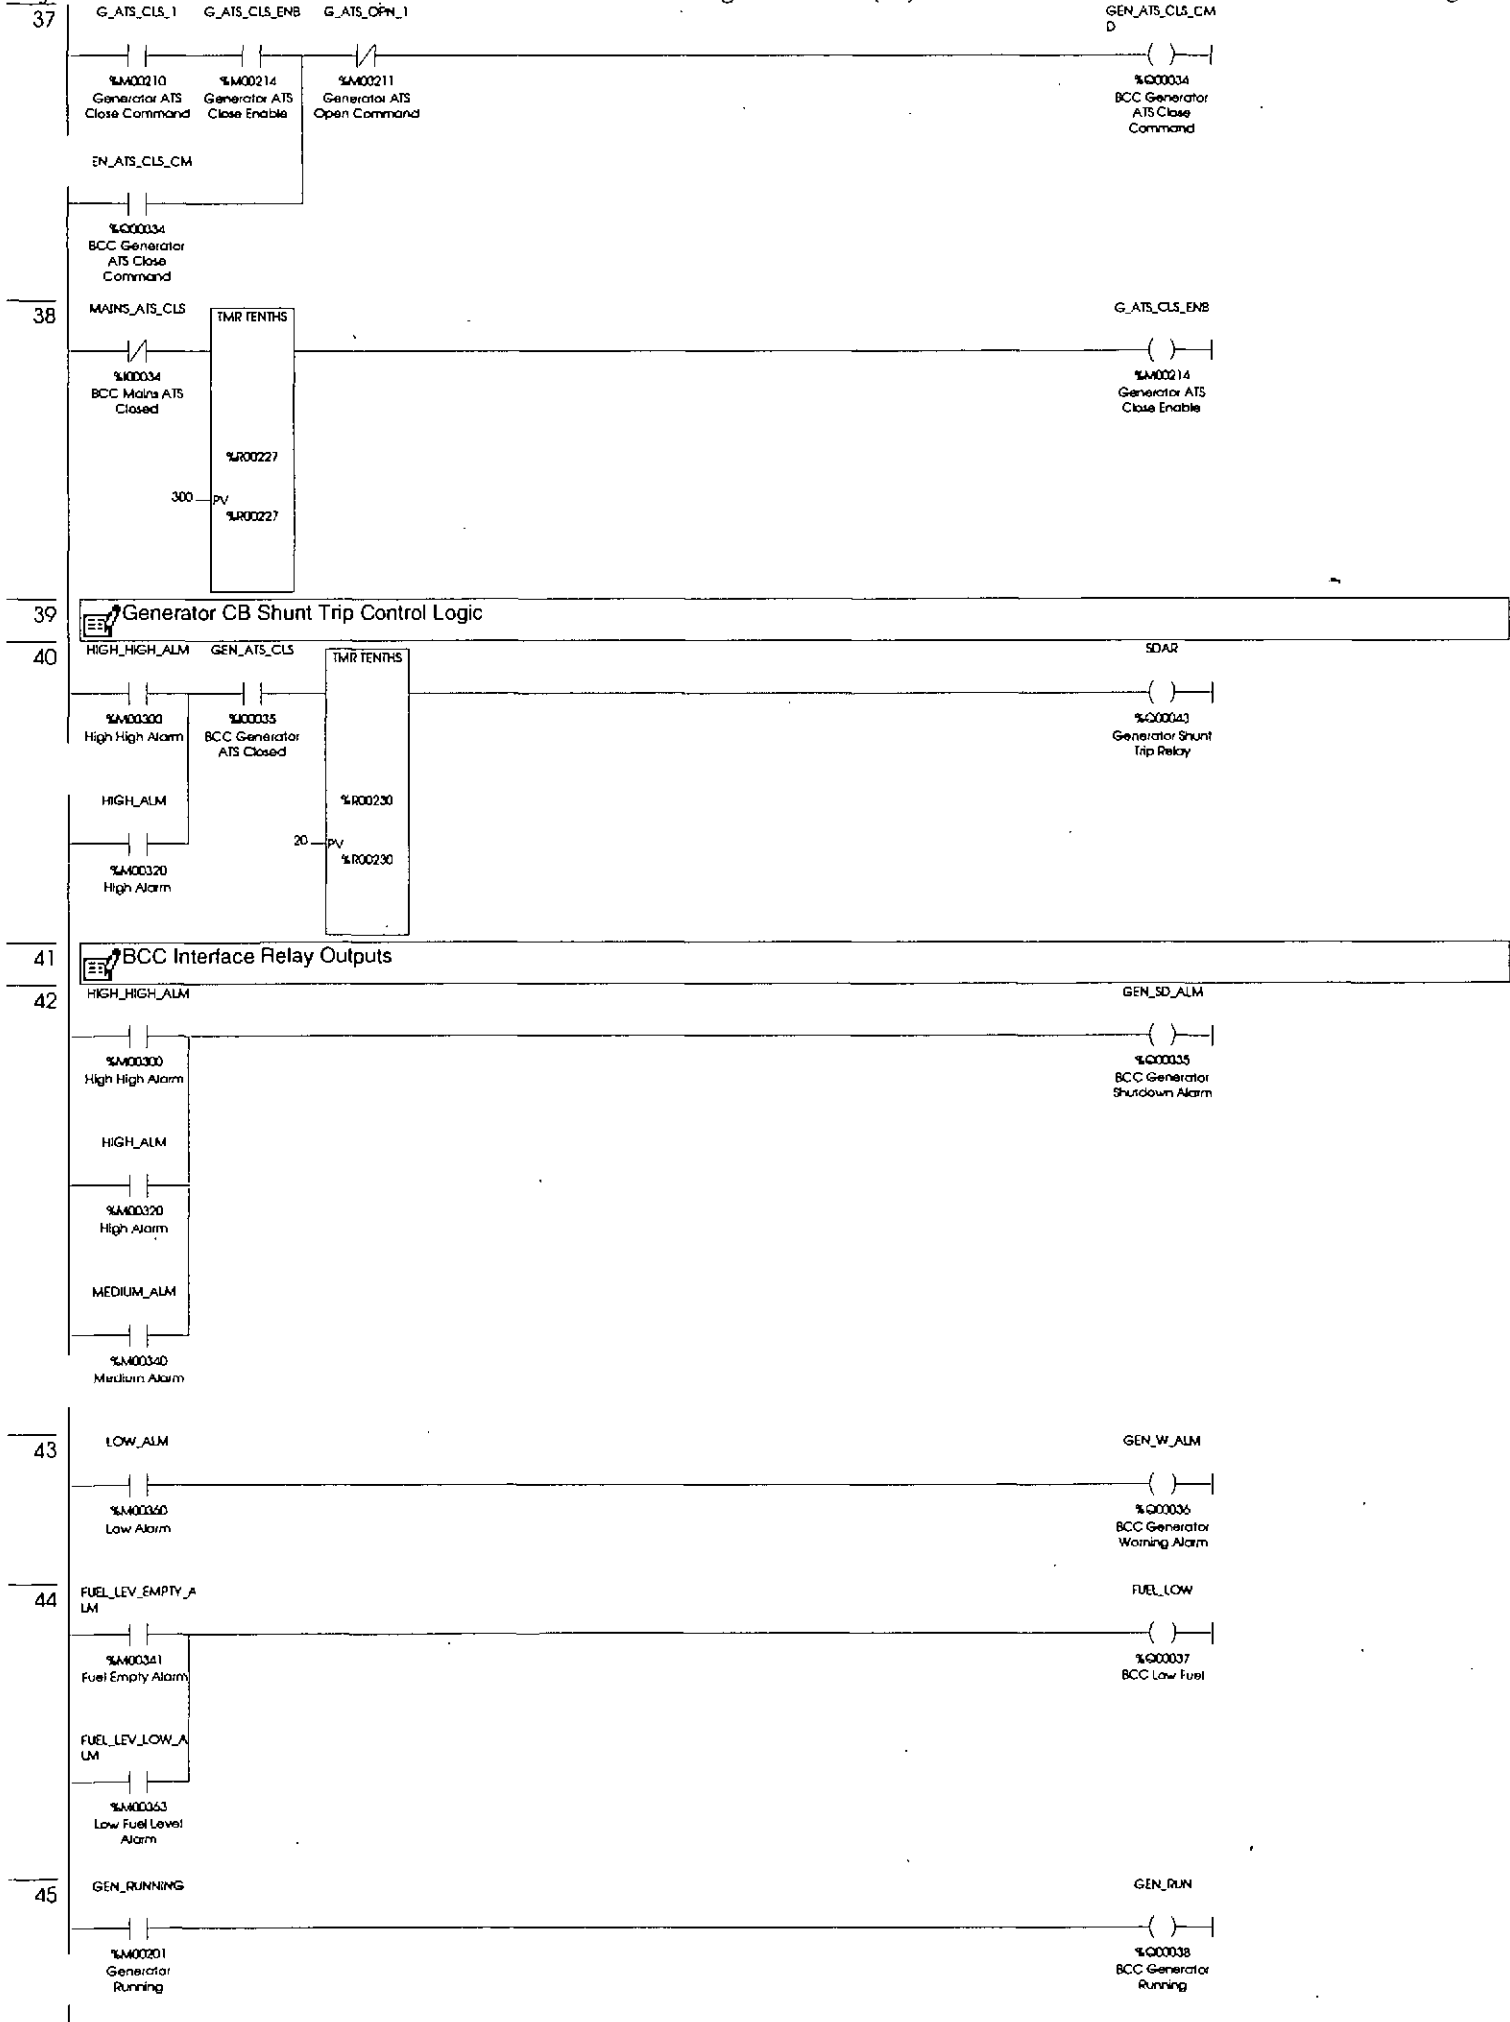 37
G_ATS_CLS_1 G_ATS_CLS_ENB G_ATS_OPN_1 GEN_ATS_CLS_CM
D
%M00210 %M00214 %M00211 %Q00034
Generator ATS Generator ATS Generator ATS BCC Generator
Close Command Close Enable Open Command ATS Close
Command
EN_ATS_CLS_CM
%Q00034
BCC Generator
ATS Close
Command
38
MAINS_ATS_CLS TMR TENTHS G_ATS_CLS_ENB
%I00034 %M00214
BCC Mains ATS Generator ATS
Closed Close Enable
%R00227
300 PV
%R00227
39 Generator CB Shunt Trip Control Logic
40
HIGH_HIGH_ALM GEN_ATS_CLS TMR TENTHS SDAR
%M00300 %I00035 %Q00043
High High Alarm BCC Generator Generator Shunt
ATS Closed Trip Relay
HIGH_ALM %R00230
20 PV
%R00230
%M00320
High Alarm
41 BCC Interface Relay Outputs
42
HIGH_HIGH_ALM GEN_SD_ALM
%M00300 %Q00035
High High Alarm BCC Generator
Shutdown Alarm
HIGH_ALM
%M00320
High Alarm
MEDIUM_ALM
%M00340
Medium Alarm
43
LOW_ALM GEN_W_ALM
%M00360 %Q00036
Low Alarm BCC Generator
Warning Alarm
44
FUEL_LEV_EMPTY_A FUEL_LOW
LM
%M00341 %Q00037
Fuel Empty Alarm BCC Low Fuel
FUEL_LEV_LOW_A
LM
%M00363
Low Fuel Level
Alarm
45
GEN_RUNNING GEN_RUN
%M00201 %Q00038
Generator BCC Generator
Running Running